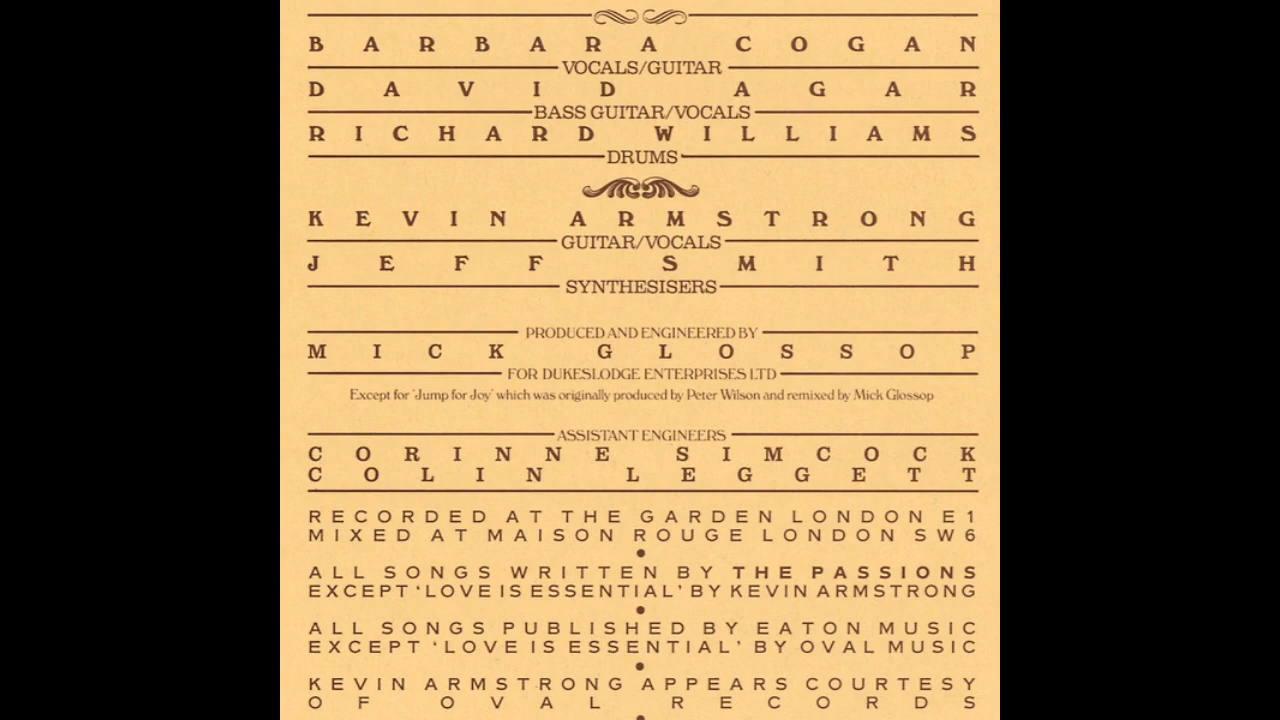 BARBARA COGAN
VOCALS/GUITAR
DAVID AGAR
BASS GUITAR/VOCALS
RICHARD WILLIAMS
DRUMS
KEVIN ARMSTRONG
GUITAR/VOCALS
JEFF SMITH
SYNTHESISERS
PRODUCED AND ENGINEERED BY
MICK GLOSSOP
FOR DUKESLODGE ENTERPRISES LTD
Except for 'Jump for Joy' which was originally produced by Peter Wilson and remixed by Mick Glossop
ASSISTANT ENGINEERS
CORINNE SIMCOCK
COLIN LEGGETT
RECORDED AT THE GARDEN LONDON E1
MIXED AT MAISON ROUGE LONDON SW6
ALL SONGS WRITTEN BY THE PASSIONS
EXCEPT ‘LOVE IS ESSENTIAL’ BY KEVIN ARMSTRONG
ALL SONGS PUBLISHED BY EATON MUSIC
EXCEPT ‘LOVE IS ESSENTIAL’ BY OVAL MUSIC
KEVIN ARMSTRONG APPEARS COURTESY
OF OVAL RECORDS